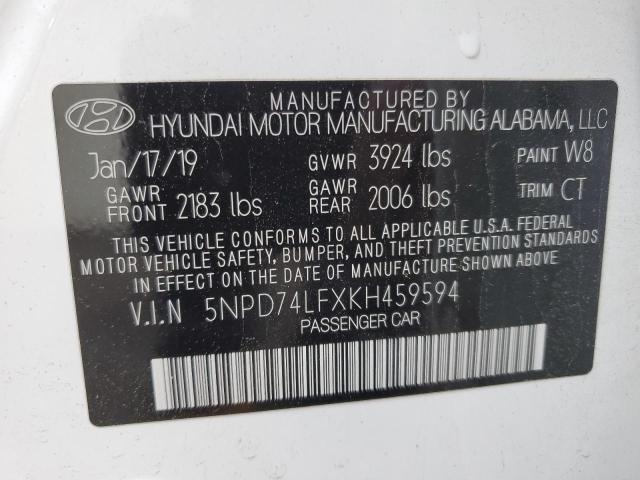 MANUFACTURED BY
HYUNDAI MOTOR MANUFACTURING ALABAMA, LLC
Jan/17/19 GVWR 3924 lbs PAINT W8
GAWR FRONT 2183 lbs GAWR REAR 2006 lbs TRIM CT
THIS VEHICLE CONFORMS TO ALL APPLICABLE U.S.A. FEDERAL
MOTOR VEHICLE SAFETY, BUMPER, AND THEFT PREVENTION STANDARDS
IN EFFECT ON THE DATE OF MANUFACTURE SHOWN ABOVE.
V.I.N 5NPD74LFXKH459594
PASSENGER CAR